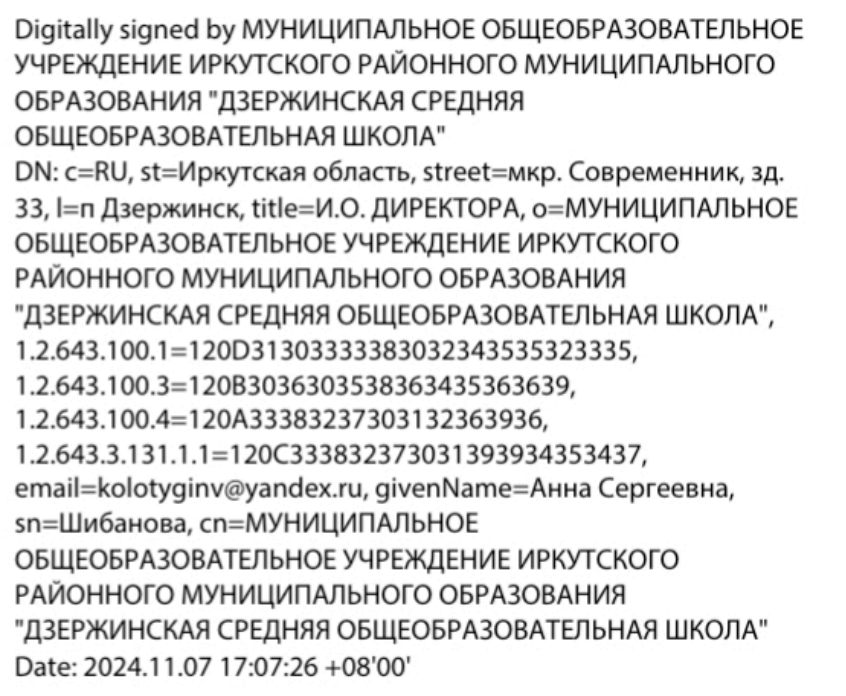 Digitally signed by МУНИЦИПАЛЬНОЕ ОБЩЕОБРАЗОВАТЕЛЬНОЕ
УЧРЕЖДЕНИЕ ИРКУТСКОГО РАЙОННОГО МУНИЦИПАЛЬНОГО
ОБРАЗОВАНИЯ "ДЗЕРЖИНСКАЯ СРЕДНЯЯ
ОБЩЕОБРАЗОВАТЕЛЬНАЯ ШКОЛА"
DN: c=RU, st=Иркутская область, street=мкр. Современник, зд.
33, l=п Дзержинск, title=И.О. ДИРЕКТОРА, o=МУНИЦИПАЛЬНОЕ
ОБЩЕОБРАЗОВАТЕЛЬНОЕ УЧРЕЖДЕНИЕ ИРКУТСКОГО
РАЙОННОГО МУНИЦИПАЛЬНОГО ОБРАЗОВАНИЯ
"ДЗЕРЖИНСКАЯ СРЕДНЯЯ ОБЩЕОБРАЗОВАТЕЛЬНАЯ ШКОЛА",
1.2.643.100.1=120D31303333383032343535323335,
1.2.643.100.3=120B3036303538363435363639,
1.2.643.100.4=120A33383237303132363936,
1.2.643.3.131.1.1=120C333832373031393934353437,
email=kolotyginv@yandex.ru, givenName=Анна Сергеевна,
sn=Шибанова, cn=МУНИЦИПАЛЬНОЕ
ОБЩЕОБРАЗОВАТЕЛЬНОЕ УЧРЕЖДЕНИЕ ИРКУТСКОГО
РАЙОННОГО МУНИЦИПАЛЬНОГО ОБРАЗОВАНИЯ
"ДЗЕРЖИНСКАЯ СРЕДНЯЯ ОБЩЕОБРАЗОВАТЕЛЬНАЯ ШКОЛА"
Date: 2024.11.07 17:07:26 +08'00'